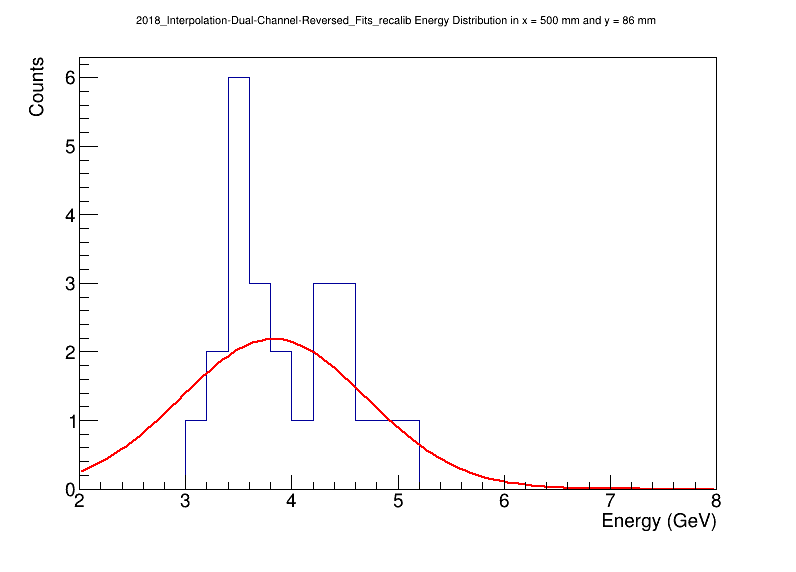 2018_Interpolation-Dual-Channel-Reversed_Fits_recalib Energy Distribution in x = 500 mm and y = 86 mm
Counts
6
5
4
3
2
1
0
2 3 4 5 6 7 8
Energy (GeV)